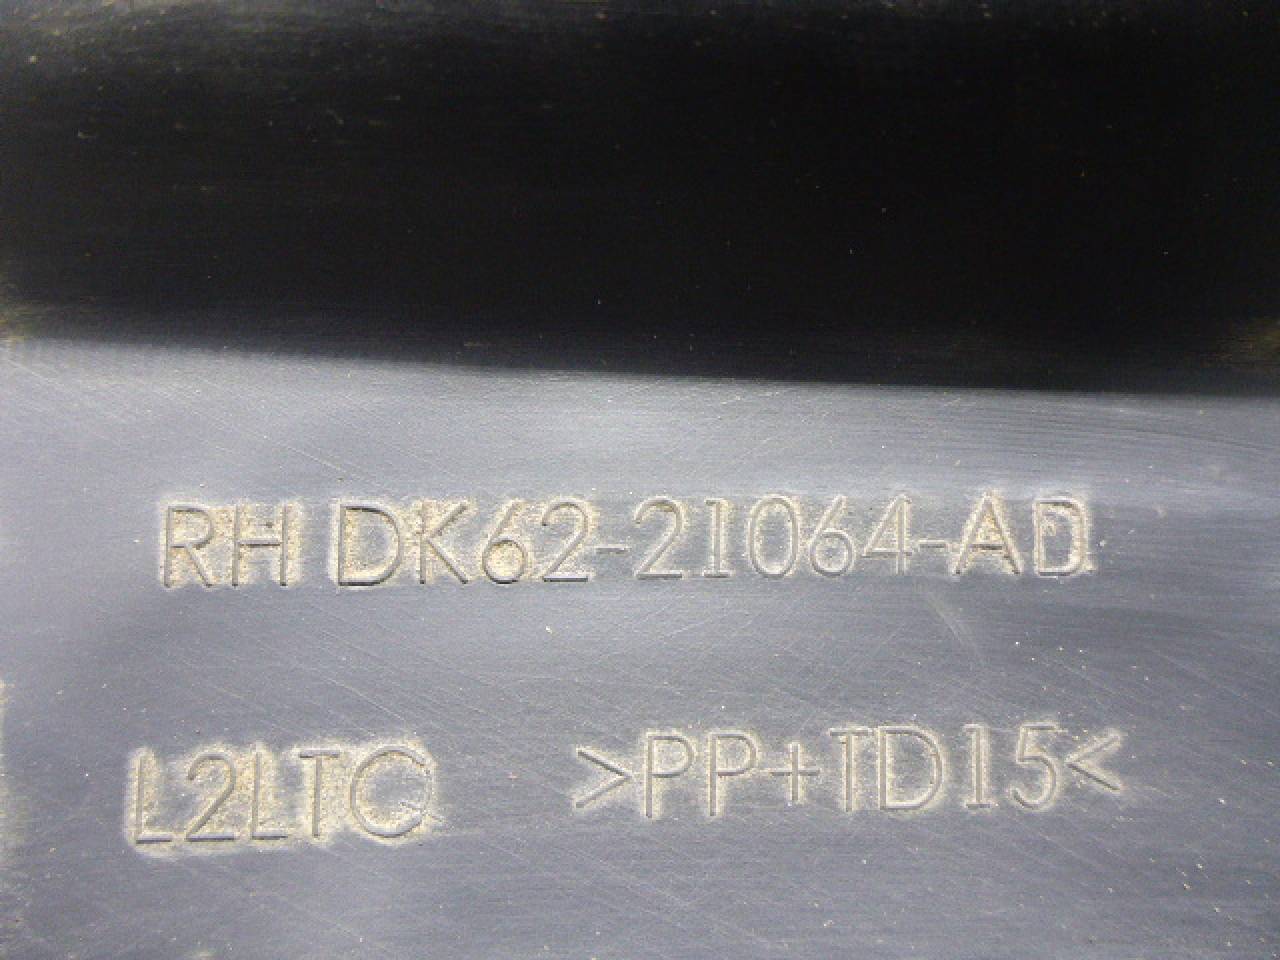 RH DK62-21064-AD
L2LTC
>PP+TD15<